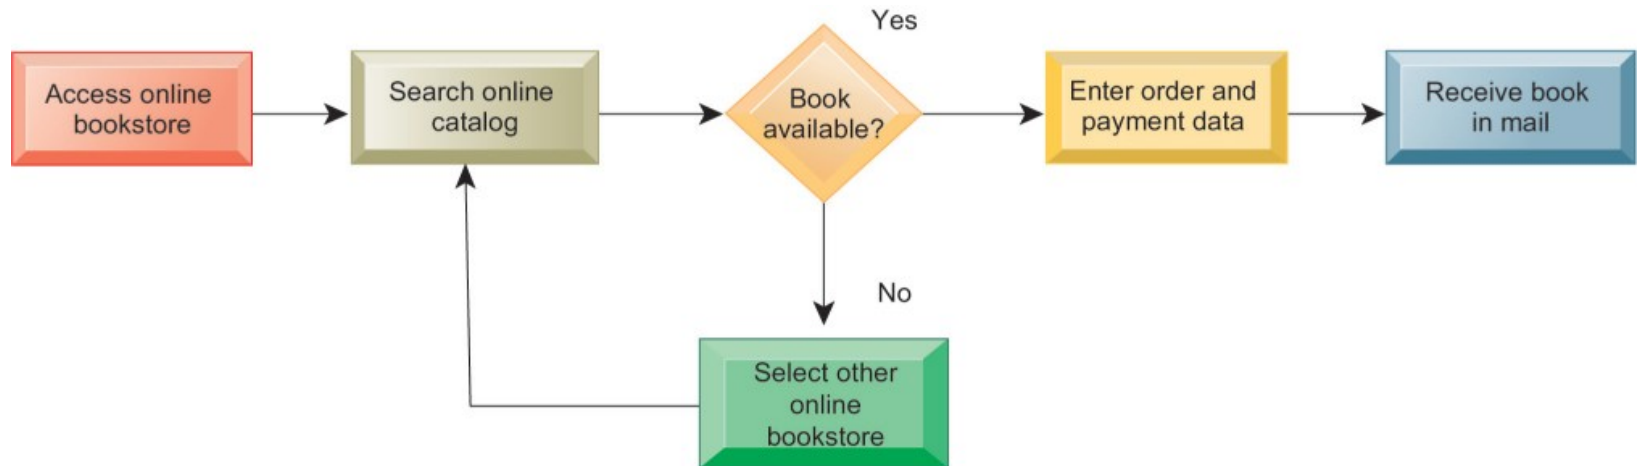 Access online
bookstore
Search online
catalog
Book
available?
Yes
Enter order and
payment data
Receive book
in mail
No
Select other
online
bookstore